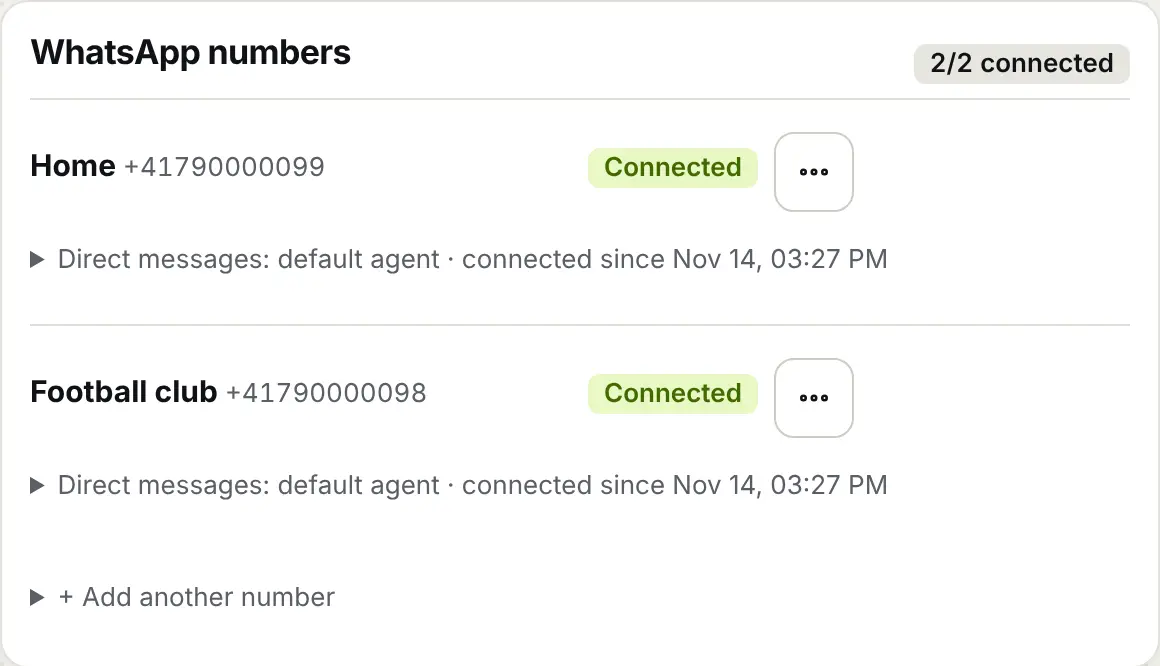 WhatsApp numbers
2/2 connected
Home +41790000099
Connected
Direct messages: default agent · connected since Nov 14, 03:27 PM
Football club +41790000098
Connected
Direct messages: default agent · connected since Nov 14, 03:27 PM
+ Add another number